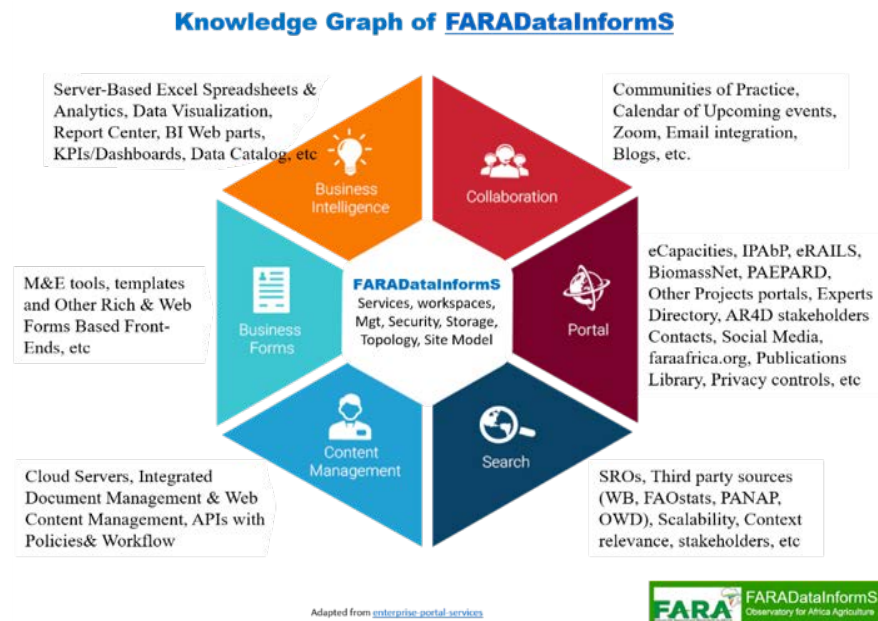 Knowledge Graph of FARADataInformS
Server-Based Excel Spreadsheets &
Analytics, Data Visualization,
Report Center, BI Web parts,
KPIs/Dashboards, Data Catalog, etc
Business
Intelligence
Collaboration
Communities of Practice,
Calendar of Upcoming events,
Zoom, Email integration,
Blogs, etc.
M&E tools, templates
and Other Rich & Web
Forms Based Front-
Ends, etc
Business
Forms
FARADataInformS
Services, workspaces,
Mgt, Security, Storage,
Topology, Site Model
Portal
eCapacities, IPAbP, eRAILS,
BiomassNet, PAEPARD,
Other Projects portals, Experts
Directory, AR4D stakeholders
Contacts, Social Media,
faraafrica.org, Publications
Library, Privacy controls, etc
Cloud Servers, Integrated
Document Management & Web
Content Management, APIs with
Policies& Workflow
Content
Management
Search
SROs, Third party sources
(WB, FAOstats, PANAP,
OWD), Scalability, Context
relevance, stakeholders, etc
Adapted from enterprise-portal-services
FARA
FARADataInformS
Observatory for Africa Agriculture